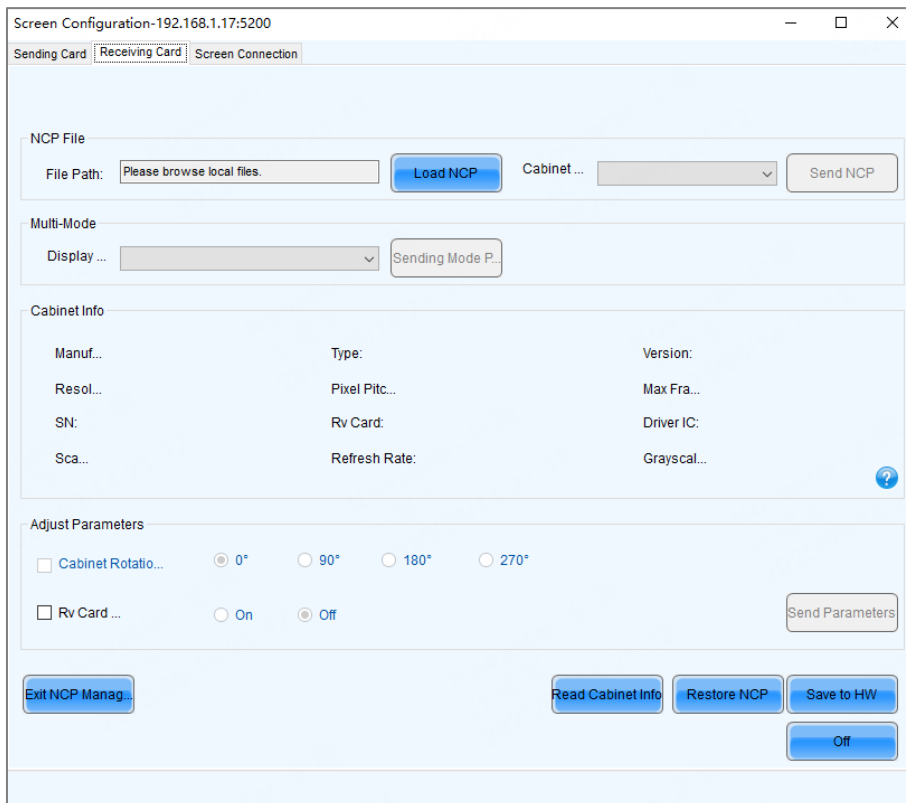 Screen Configuration-192.168.1.17:5200
Sending Card Receiving Card Screen Connection
NCP File
File Path: Please browse local files. Load NCP Cabinet ... Send NCP
Multi-Mode
Display ... Sending Mode P...
Cabinet Info
Manuf... Type: Version:
Resol... Pixel Pitc... Max Fra...
SN: Rv Card: Driver IC:
Sca... Refresh Rate: Grayscal...
?
Adjust Parameters
Cabinet Rotatio... 0° 90° 180° 270°
Rv Card ... On Off Send Parameters
Exit NCP Manag... Read Cabinet Info Restore NCP Save to HW
Off